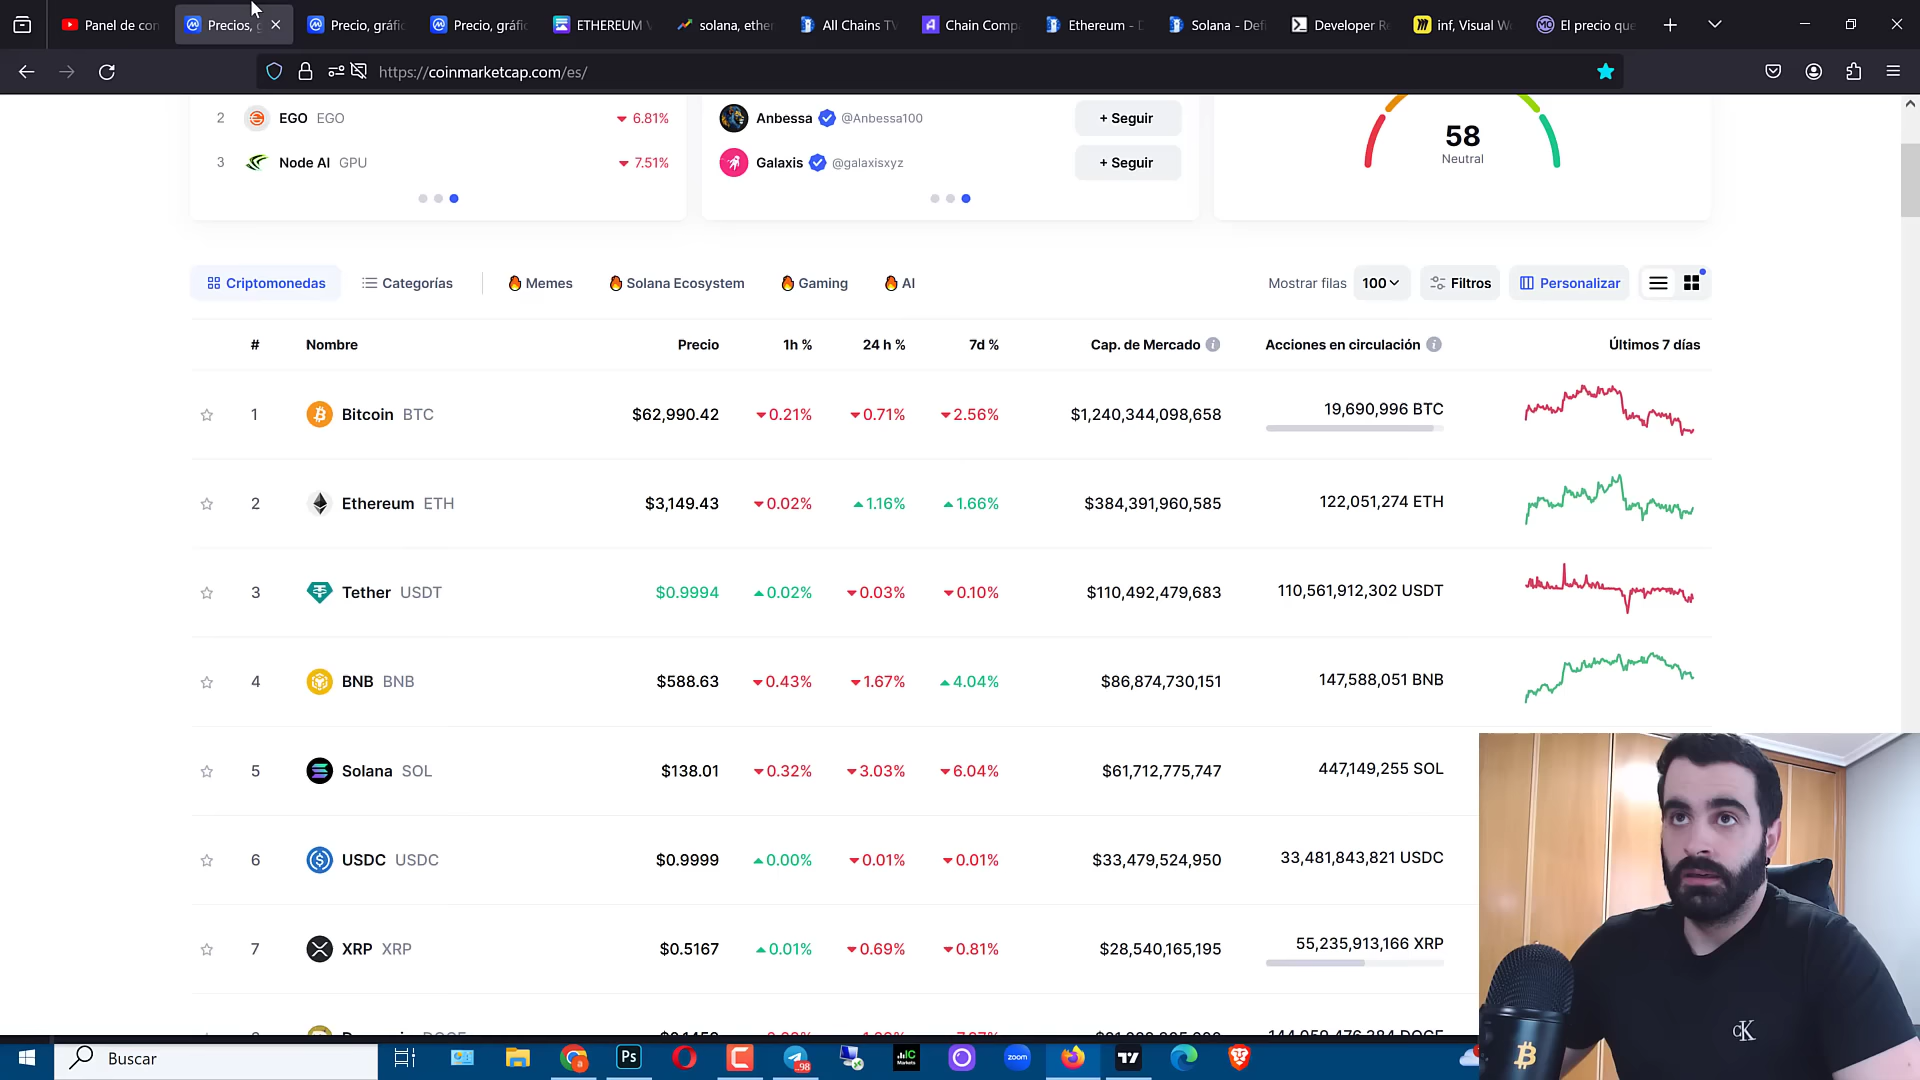 Panel de con
Precios, g
Precio, gráfic
Precio, gráfic
ETHEREUM V
solana, ether
All Chains TV
Chain Comp
Ethereum - D
Solana - Defi
Developer Re
inf, Visual W
El precio que
https://coinmarketcap.com/es/
2 EGO EGO 6.81%
3 Node AI GPU 7.51%
Anbessa @Anbessa100 + Seguir
Galaxis @galaxisxyz + Seguir
58
Neutral
Criptomonedas Categorías Memes Solana Ecosystem Gaming AI Mostrar filas 100 Filtros Personalizar
# Nombre Precio 1h % 24 h % 7d % Cap. de Mercado Acciones en circulación Últimos 7 días
1 Bitcoin BTC $62,990.42 0.21% 0.71% 2.56% $1,240,344,098,658 19,690,996 BTC
2 Ethereum ETH $3,149.43 0.02% 1.16% 1.66% $384,391,960,585 122,051,274 ETH
3 Tether USDT $0.9994 0.02% 0.03% 0.10% $110,492,479,683 110,561,912,302 USDT
4 BNB BNB $588.63 0.43% 1.67% 4.04% $86,874,730,151 147,588,051 BNB
5 Solana SOL $138.01 0.32% 3.03% 6.04% $61,712,775,747 447,149,255 SOL
6 USDC USDC $0.9999 0.00% 0.01% 0.01% $33,479,524,950 33,481,843,821 USDC
7 XRP XRP $0.5167 0.01% 0.69% 0.81% $28,540,165,195 55,235,913,166 XRP
cK
Buscar
Ps
IC Markets
zoom
98